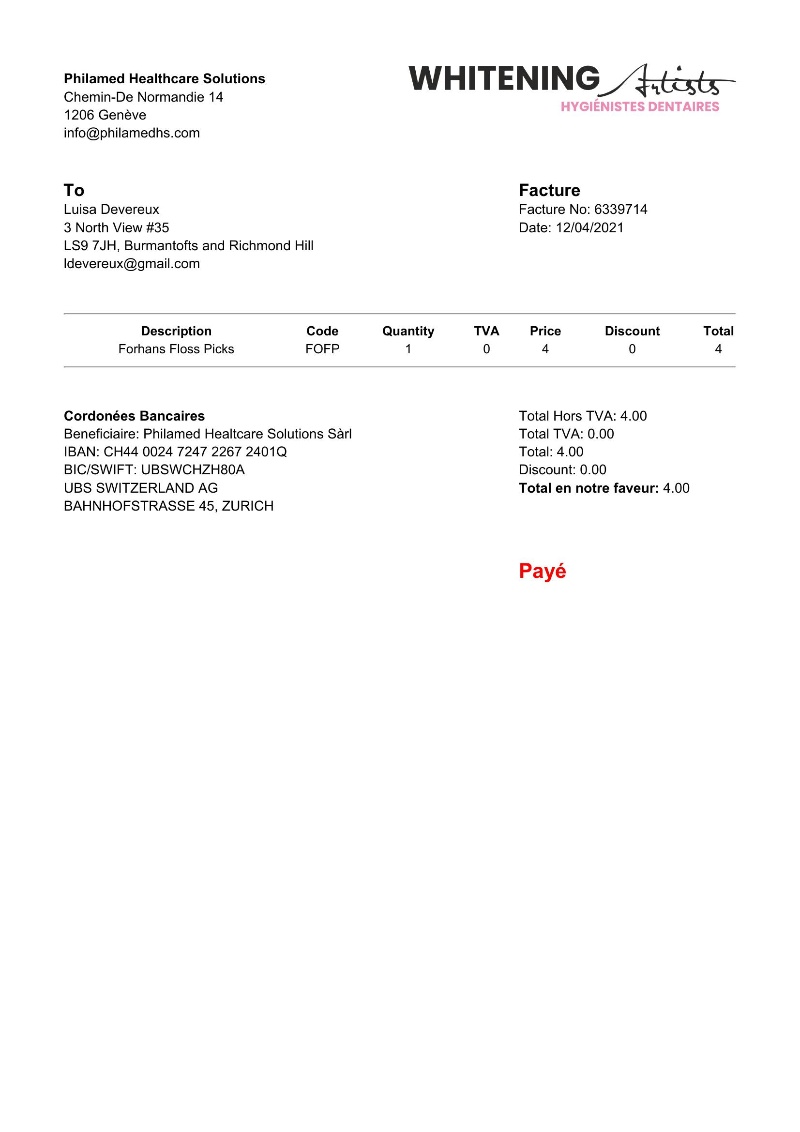 Philamed Healthcare Solutions
Chemin-De Normandie 14
1206 Genève
info@philamedhs.com
WHITENING Artists
HYGIÉNISTES DENTAIRES
To
Luisa Devereux
3 North View #35
LS9 7JH, Burmantofts and Richmond Hill
ldevereux@gmail.com
Facture
Facture No: 6339714
Date: 12/04/2021
Description Code Quantity TVA Price Discount Total
Forhans Floss Picks FOFP 1 0 4 0 4
Cordonées Bancaires
Beneficiaire: Philamed Healtcare Solutions Sàrl
IBAN: CH44 0024 7247 2267 2401Q
BIC/SWIFT: UBSWCHZH80A
UBS SWITZERLAND AG
BAHNHOFSTRASSE 45, ZURICH
Total Hors TVA: 4.00
Total TVA: 0.00
Total: 4.00
Discount: 0.00
Total en notre faveur: 4.00
Payé